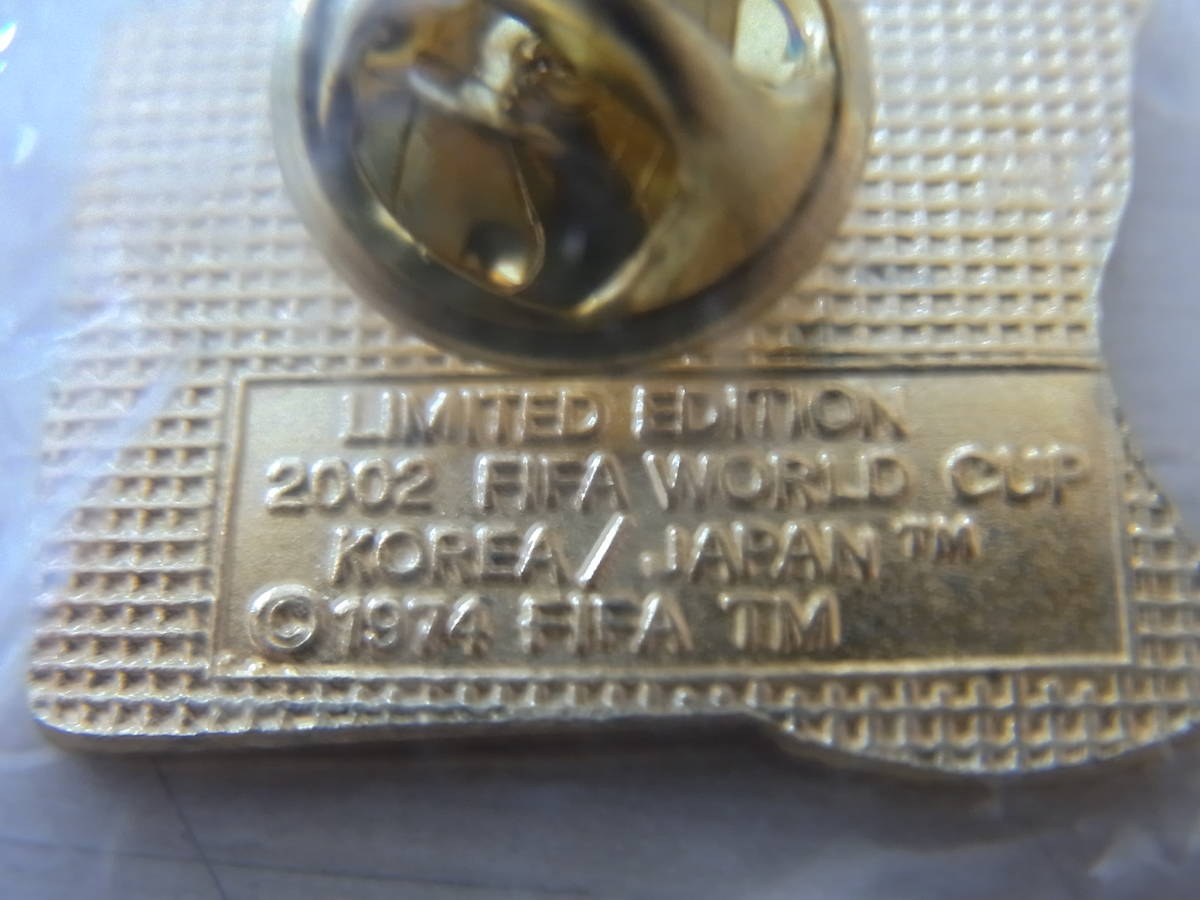 LIMITED EDITION
2002 FIFA WORLD CUP
KOREA/JAPAN™
©1974 FIFA TM